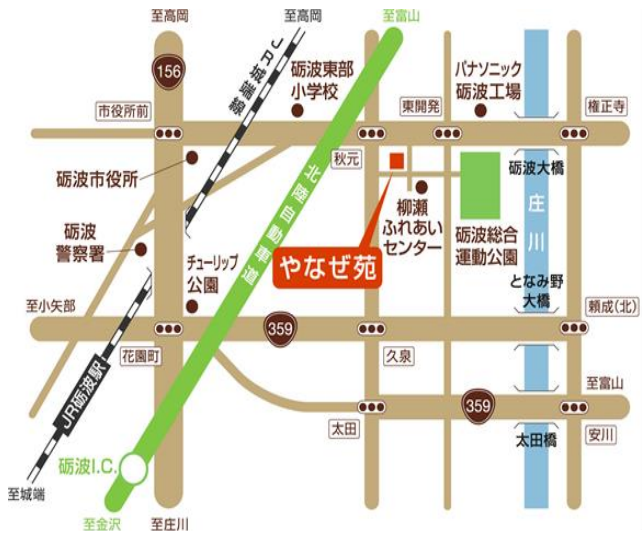 至高岡
至高岡
至富山
156
JR城端線
砺波東部
小学校
パナソニック
砺波工場
市役所前
東開発
権正寺
秋元
砺波大橋
砺波市役所
北陸自動車道
柳瀬
ふれあい
センター
砺波総合
運動公園
庄川
砺波
警察署
チューリップ
公園
やなぜ苑
となみ野
大橋
至小矢部
359
頼成(北)
花園町
久泉
JR砺波駅
至富山
359
太田
太田橋
安川
砺波I.C.
至城端
至金沢
至庄川